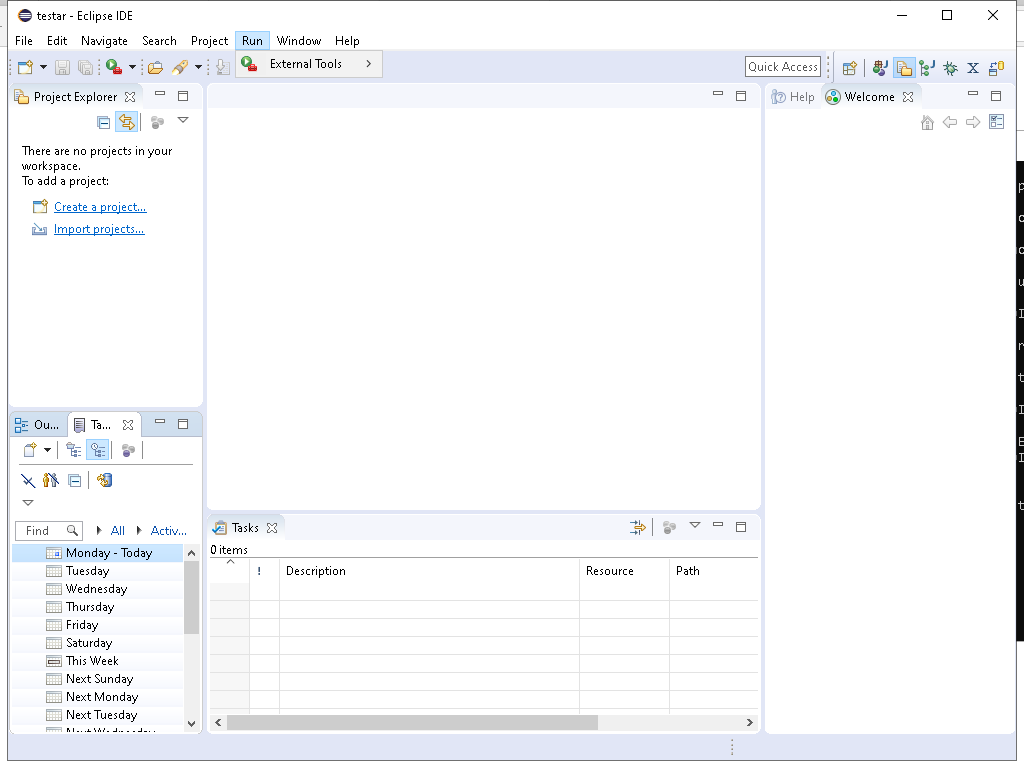 testar - Eclipse IDE
File Edit Navigate Search Project Run Window Help
External Tools
Quick Access
Project Explorer
There are no projects in your
workspace.
To add a project:
Create a project...
Import projects...
Help
Welcome
Ou...
Ta...
Find
All
Activ...
Monday - Today
Tuesday
Wednesday
Thursday
Friday
Saturday
This Week
Next Sunday
Next Monday
Next Tuesday
Next Wednesday
Tasks
0 items
! Description Resource Path